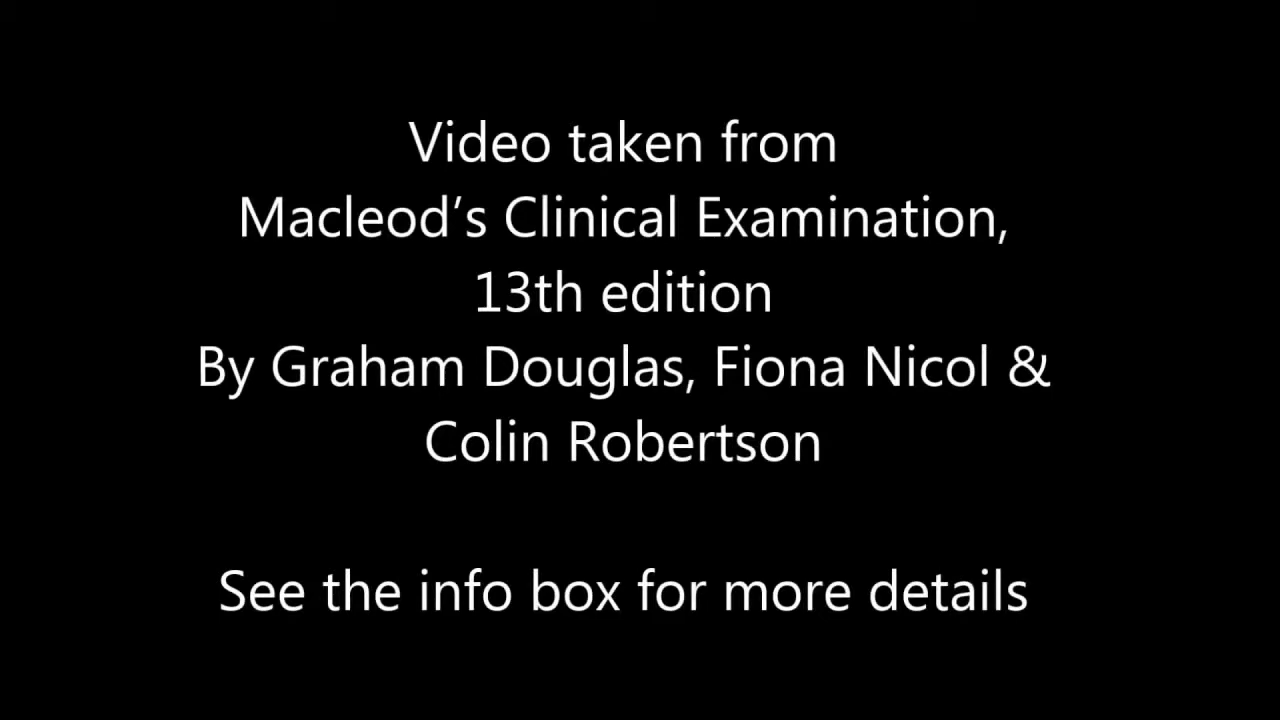 Video taken from
Macleod’s Clinical Examination,
13th edition
By Graham Douglas, Fiona Nicol &
Colin Robertson
See the info box for more details